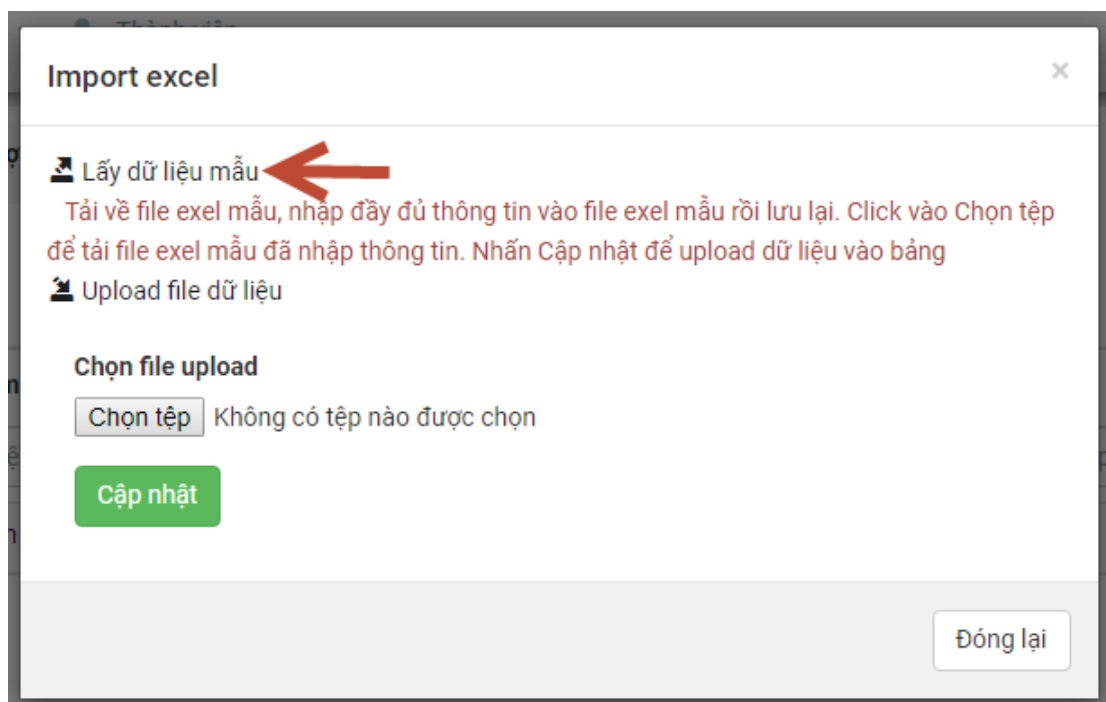 Import excel
×
Lấy dữ liệu mẫu
Tải về file exel mẫu, nhập đầy đủ thông tin vào file exel mẫu rồi lưu lại. Click vào Chọn tệp
để tải file exel mẫu đã nhập thông tin. Nhấn Cập nhật để upload dữ liệu vào bảng
Upload file dữ liệu
Chọn file upload
Chọn tệp Không có tệp nào được chọn
Cập nhật
Đóng lại